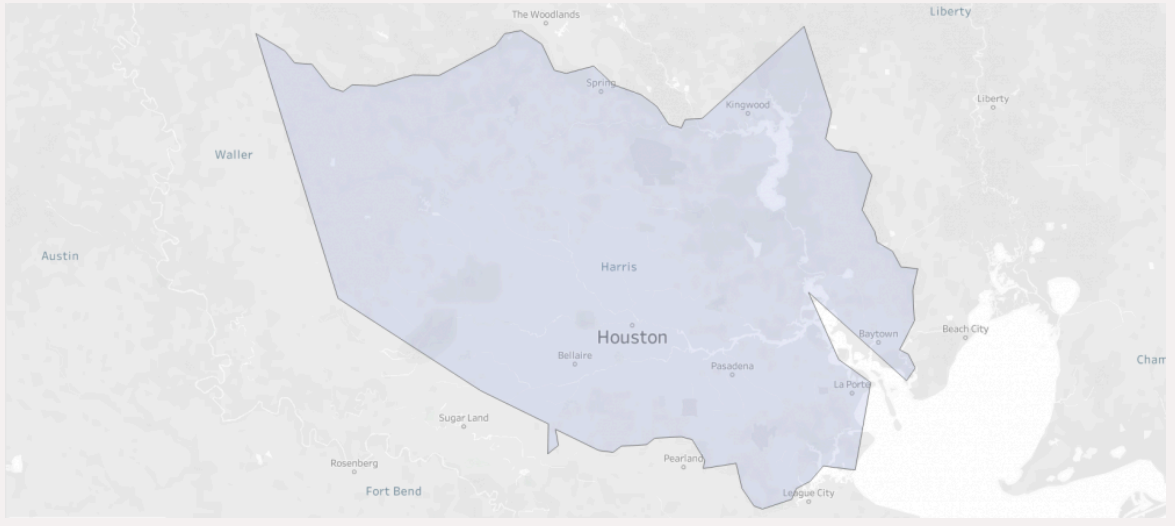 Liberty
The Woodlands
Spring
Liberty
Kingwood
Waller
Austin
Harris
Beach City
Baytown
Houston
Bellaire
Cham
Pasadena
La Porte
Sugar Land
Pearland
Rosenberg
Fort Bend
League City